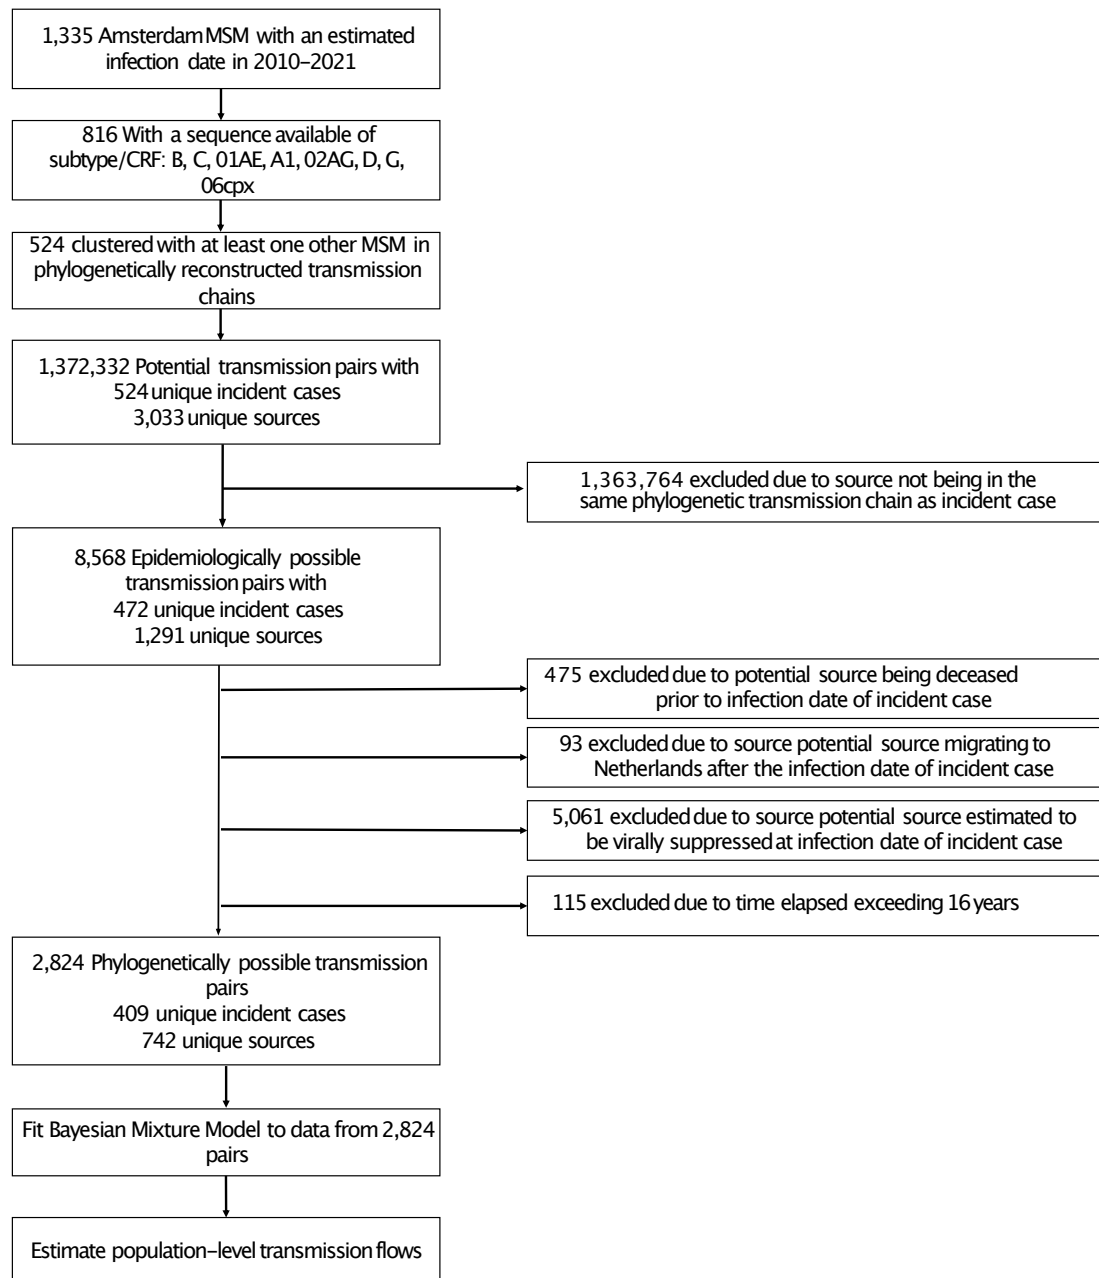 1,335 Amsterdam MSM with an estimated
infection date in 2010–2021
816 With a sequence available of
subtype/CRF: B, C, 01AE, A1, 02AG, D, G,
06cpx
524 clustered with at least one other MSM in
phylogenetically reconstructed transmission
chains
1,372,332 Potential transmission pairs with
524 unique incident cases
3,033 unique sources
1,363,764 excluded due to source not being in the
same phylogenetic transmission chain as incident case
8,568 Epidemiologically possible
transmission pairs with
472 unique incident cases
1,291 unique sources
475 excluded due to potential source being deceased
prior to infection date of incident case
93 excluded due to source potential source migrating to
Netherlands after the infection date of incident case
5,061 excluded due to source potential source estimated to
be virally suppressed at infection date of incident case
115 excluded due to time elapsed exceeding 16 years
2,824 Phylogenetically possible transmission
pairs
409 unique incident cases
742 unique sources
Fit Bayesian Mixture Model to data from 2,824
pairs
Estimate population–level transmission flows